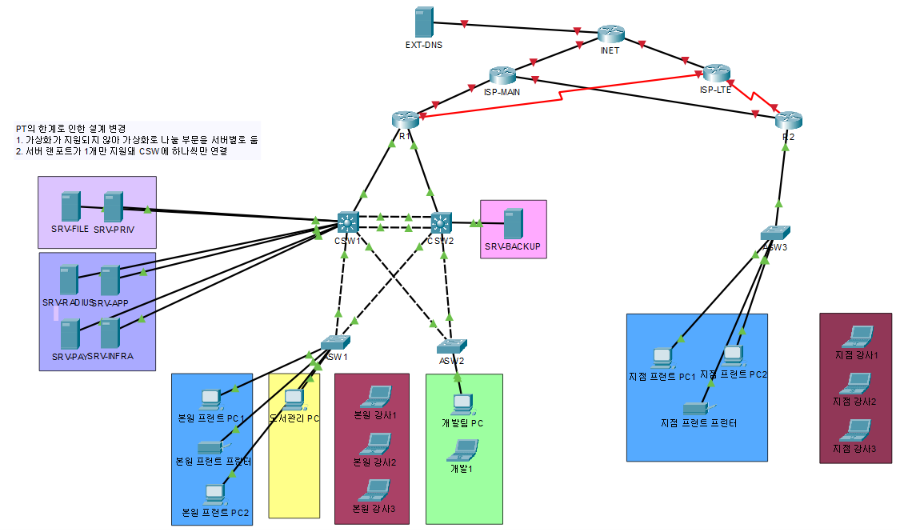 EXT-DNS
INET
ISP-MAIN
ISP-LTE
R1
R2
PT의 한계로 인한 설계 변경
1. 가상화가 지원되지 않아 가상화로 나눌 부분을 서버별로 둠
2. 서버 랜포트가 1개만 지원돼 CSW에 하나씩만 연결
SRV-FILE
SRV-PRIV
CSW1
CSW2
SRV-BACKUP
ASW3
SRV-RADIUS
SRV-APP
SRV-PAY
SRV-INFRA
ASW1
ASW2
지점 프런트 PC1
지점 프런트 PC2
지점 강사1
본원 프런트 PC1
도서관리 PC
본원 강사1
개발팀 PC
지점 프런트 프린터
지점 강사2
본원 프런트 프린터
본원 강사2
개발1
지점 강사3
본원 프런트 PC2
본원 강사3